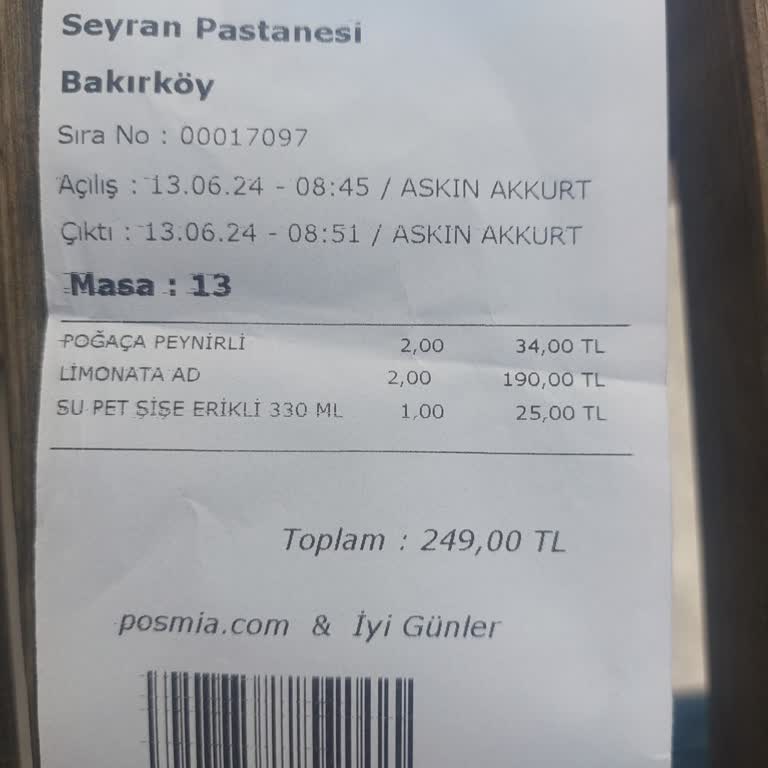 Seyran Pastanesi
Bakırköy
Sıra No : 00017097
Açılış : 13.06.24 - 08:45 / ASKIN AKKURT
Çıktı : 13.06.24 - 08:51 / ASKIN AKKURT
Masa : 13
POĞAÇA PEYNİRLİ 2,00 34,00 TL
LİMONATA AD 2,00 190,00 TL
SU PET ŞİŞE ERİKLİ 330 ML 1,00 25,00 TL
Toplam : 249,00 TL
posmia.com & İyi Günler